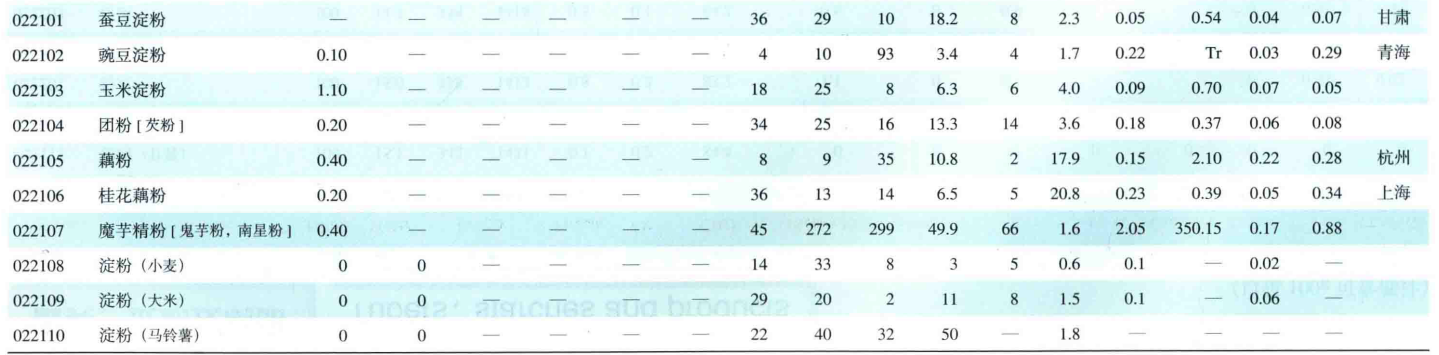 022101 蚕豆淀粉 — — — — — — 36 29 10 18.2 8 2.3 0.05 0.54 0.04 0.07 甘肃
022102 豌豆淀粉 0.10 — — — — — 4 10 93 3.4 4 1.7 0.22 Tr 0.03 0.29 青海
022103 玉米淀粉 1.10 — — — — — 18 25 8 6.3 6 4.0 0.09 0.70 0.07 0.05
022104 团粉 [ 芡粉 ] 0.20 — — — — — 34 25 16 13.3 14 3.6 0.18 0.37 0.06 0.08
022105 藕粉 0.40 — — — — — 8 9 35 10.8 2 17.9 0.15 2.10 0.22 0.28 杭州
022106 桂花藕粉 0.20 — — — — — 36 13 14 6.5 5 20.8 0.23 0.39 0.05 0.34 上海
022107 魔芋精粉 [ 鬼芋粉，南星粉 ] 0.40 — — — — — 45 272 299 49.9 66 1.6 2.05 350.15 0.17 0.88
022108 淀粉（小麦） 0 0 — — — — 14 33 8 3 5 0.6 0.1 — 0.02 —
022109 淀粉（大米） 0 0 — — — — 29 20 2 11 8 1.5 0.1 — 0.06 —
022110 淀粉（马铃薯） 0 0 — — — — 22 40 32 50 — 1.8 — — — —